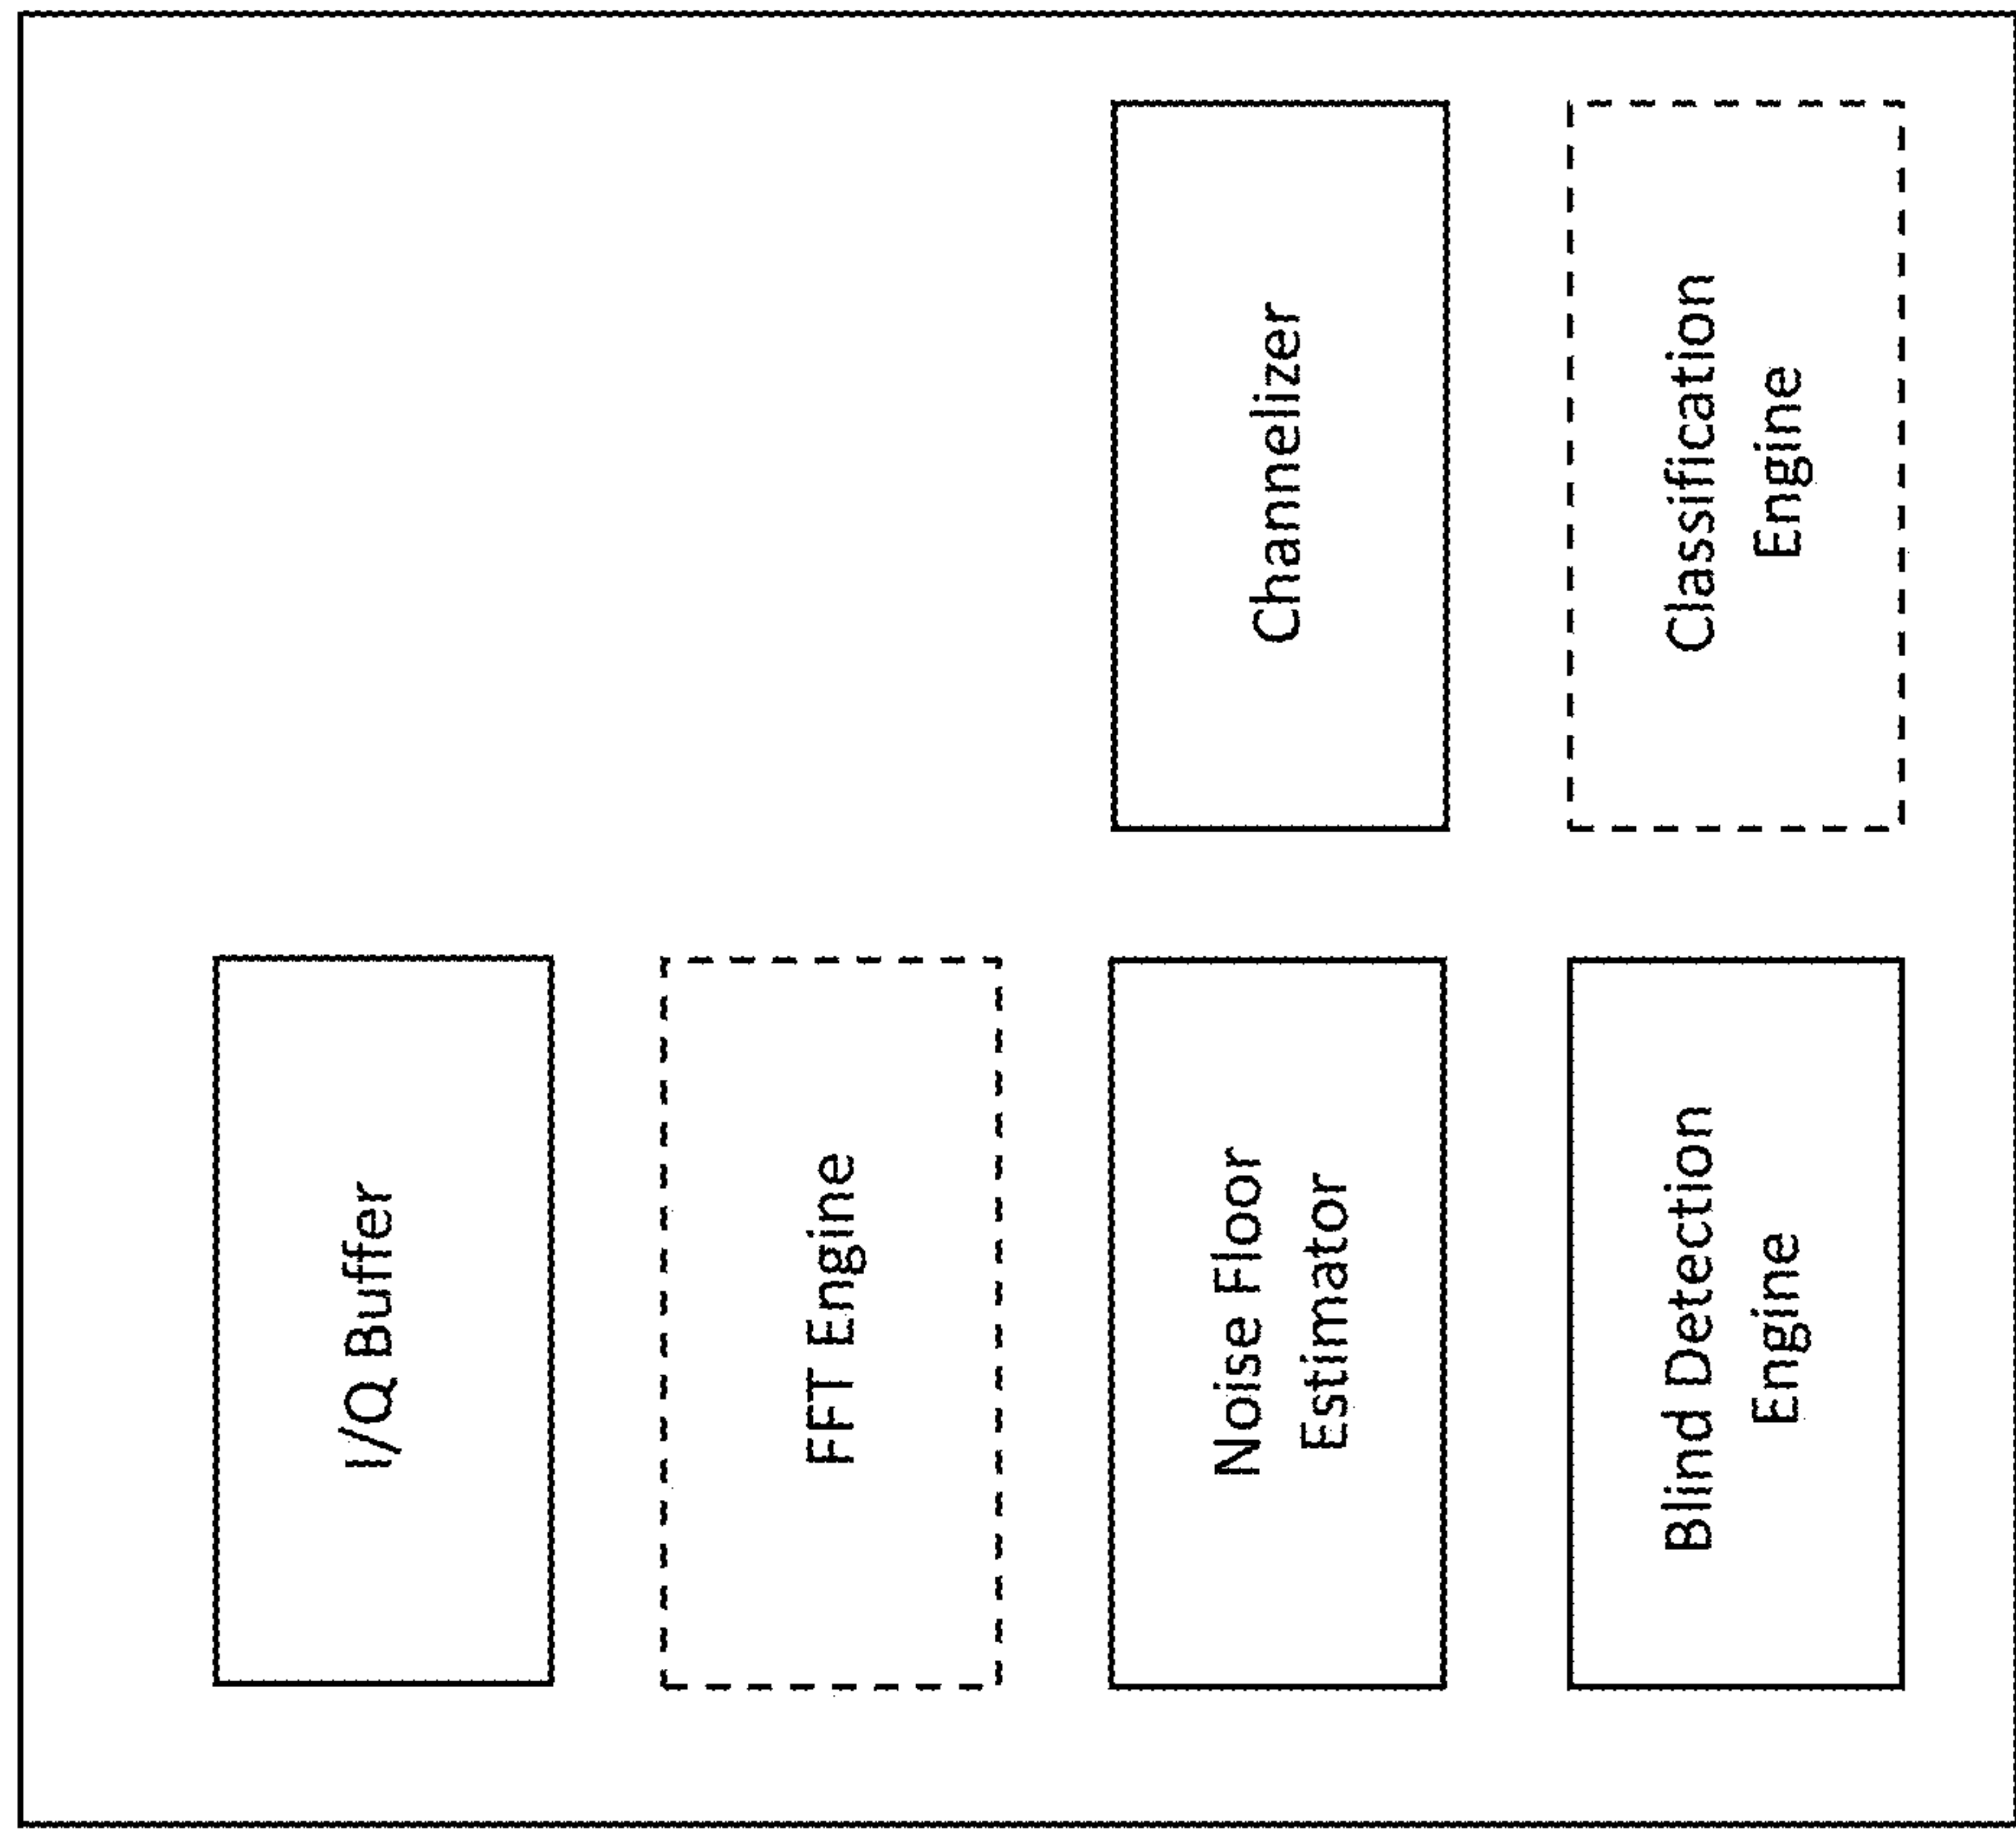 I/Q Buffer
FFT Engine
Noise Floor
Estimator
Blind Detection
Engine
Channelizer
Classification
Engine